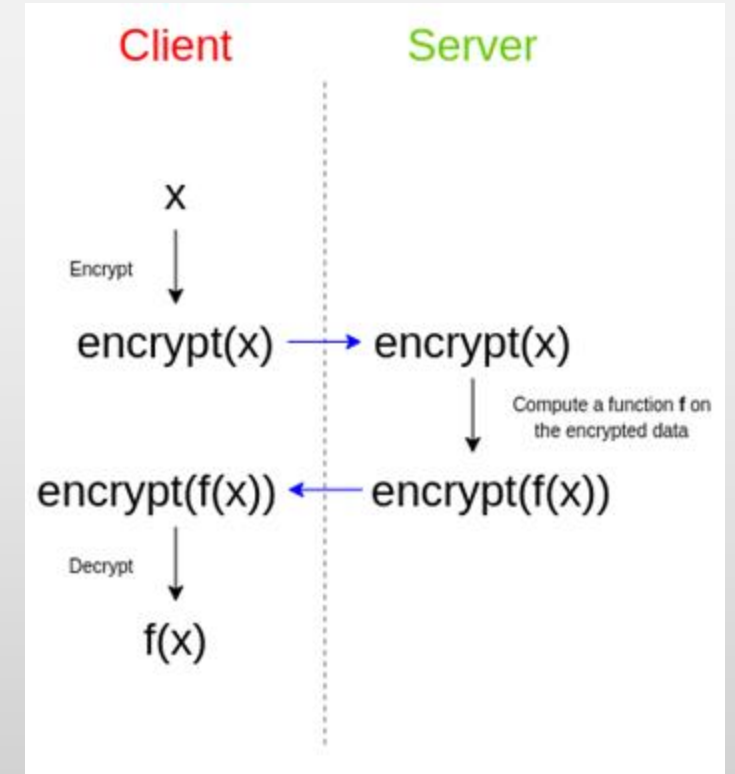 Client
Server
x
Encrypt
encrypt(x)
encrypt(x)
Compute a function f on
the encrypted data
encrypt(f(x))
encrypt(f(x))
Decrypt
f(x)